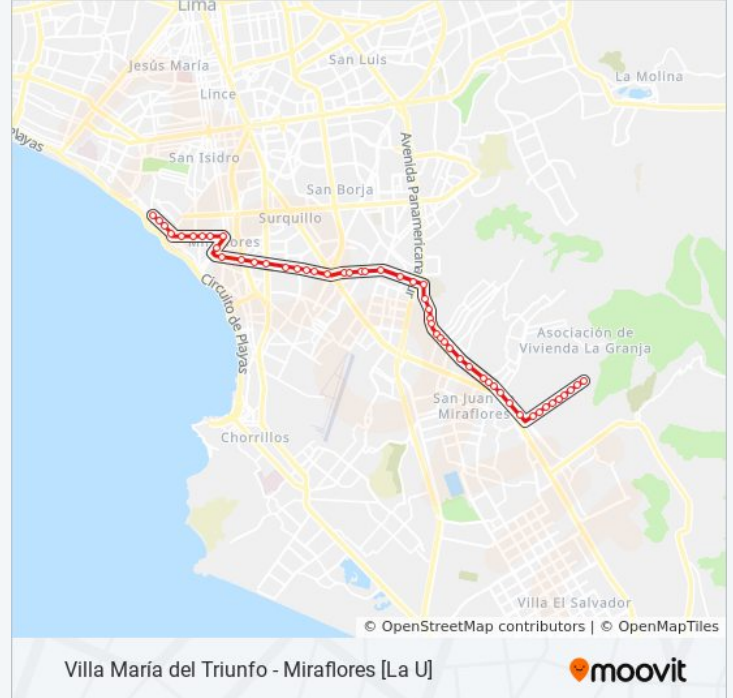 Lima
Jesús María
San Luis
La Molina
Lince
Playas
San Isidro
Avenida Panamericana Sur
San Borja
Surquillo
Miraflores
Circuito de Playas
Asociación de
Vivienda La Granja
San Juan
Miraflores
Chorrillos
Villa El Salvador
© OpenStreetMap contributors | © OpenMapTiles
Villa María del Triunfo - Miraflores [La U]
moovit